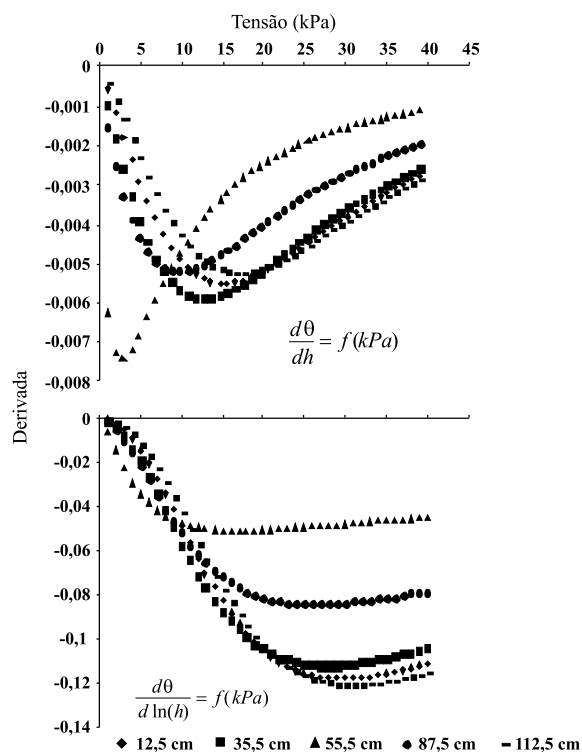 Tensão (kPa)
0 5 10 15 20 25 30 35 40 45
0
-0,001
-0,002
-0,003
-0,004
-0,005
-0,006
-0,007
-0,008
dθ/dh = f(kPa)
Derivada
0
-0,02
-0,04
-0,06
-0,08
-0,1
-0,12
-0,14
dθ/d ln(h) = f(kPa)
12,5 cm 35,5 cm 55,5 cm 87,5 cm 112,5 cm